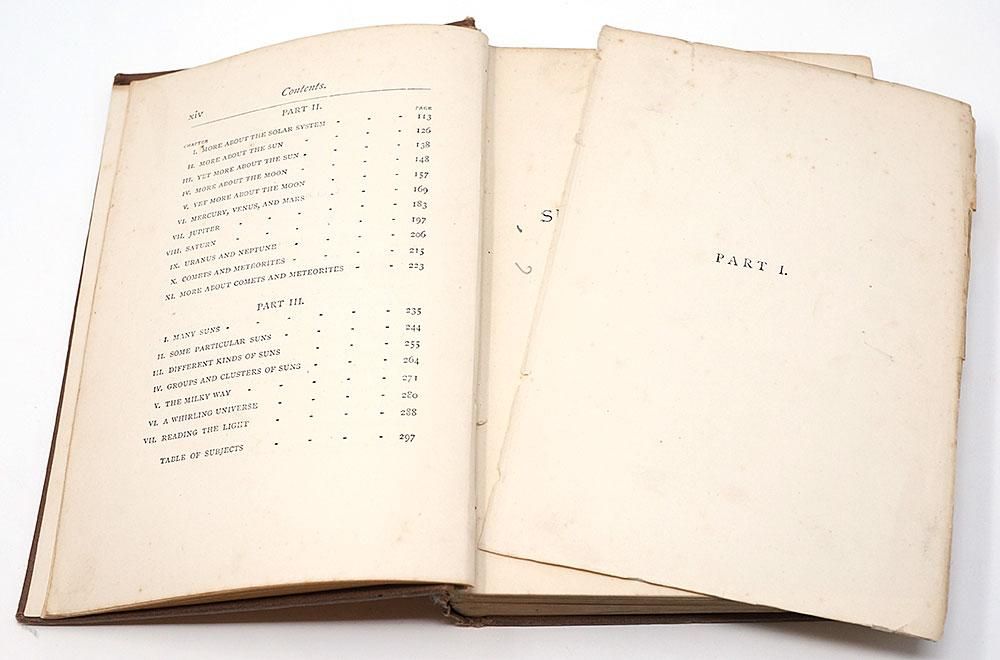 xiv Contents.
PART II.
CHAPTER PAGE
I. MORE ABOUT THE SOLAR SYSTEM - - - 113
II. MORE ABOUT THE SUN - - - - 126
III. YET MORE ABOUT THE SUN - - - - 138
IV. MORE ABOUT THE MOON - - - - 148
V. YET MORE ABOUT THE MOON - - - - 157
VI. MERCURY, VENUS, AND MARS - - - 169
VII. JUPITER - - - - - 183
VIII. SATURN - - - - - 197
IX. URANUS AND NEPTUNE - - - - 206
X. COMETS AND METEORITES - - - - 215
XI. MORE ABOUT COMETS AND METEORITES - - 223
PART III.
I. MANY SUNS - - - - - 235
II. SOME PARTICULAR SUNS - - - - 244
III. DIFFERENT KINDS OF SUNS - - - 255
IV. GROUPS AND CLUSTERS OF SUNS - - - 264
V. THE MILKY WAY - - - - 271
VI. A WHIRLING UNIVERSE - - - - 280
VII. READING THE LIGHT - - - - 288
TABLE OF SUBJECTS - - - - 297
PART I.